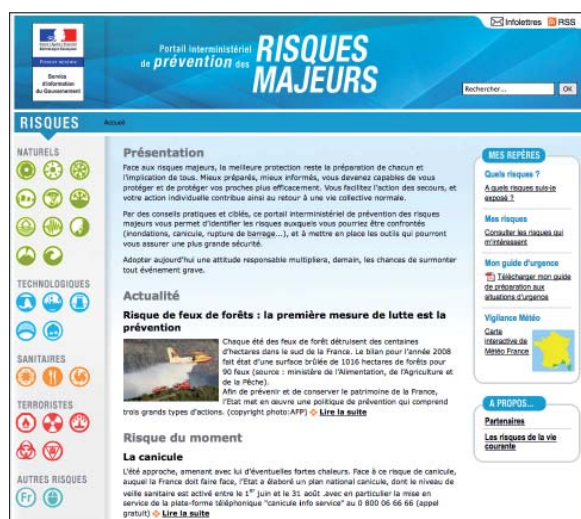 Infolettres RSS
Portail interministériel
de prévention des
RISQUES
MAJEURS
Premier ministre
Service
d'information
du Gouvernement
Rechercher... OK
RISQUES
Accueil
NATURELS
TECHNOLOGIQUES
SANITAIRES
TERRORISTES
AUTRES RISQUES
Fr
Présentation
Face aux risques majeurs, la meilleure protection reste la préparation de chacun et
l'implication de tous. Mieux préparés, mieux informés, vous devenez capables de vous
protéger et de protéger vos proches plus efficacement. Vous facilitez l'action des secours, et
votre action individuelle contribue ainsi au retour à une vie collective normale.
Par des conseils pratiques et ciblés, ce portail interministériel de prévention des risques
majeurs vous permet d'identifier les risques auxquels vous pourriez être confrontés
(inondations, canicule, rupture de barrage...), et à mettre en place les outils qui pourront
vous assurer une plus grande sécurité.
Adopter aujourd'hui une attitude responsable multipliera, demain, les chances de surmonter
tout événement grave.
Actualité
Risque de feux de forêts : la première mesure de lutte est la
prévention
Chaque été des feux de forêt détruisent des centaines
d'hectares dans le sud de la France. Le bilan pour l'année 2008
fait état d'une surface brûlée de 1016 hectares de forêts pour
90 feux (source : ministère de l'Alimentation, de l'Agriculture et
de la Pêche).
Afin de prévenir et de conserver le patrimoine de la France,
l'Etat met en œuvre une politique de prévention qui comprend
trois grands types d'actions. (copyright photo:AFP) Lire la suite
Risque du moment
La canicule
L'été approche, amenant avec lui d'éventuelles fortes chaleurs. Face à ce risque de canicule,
auquel la France doit faire face, l'Etat a élaboré un plan national canicule, dont le niveau de
veille sanitaire est activé entre le 1er juin et le 31 août .avec en particulier la mise en
service de la plate-forme téléphonique "canicule info service" au 0 800 06 66 66 (appel
gratuit) Lire la suite
MES REPÈRES
Quels risques ?
A quels risques suis-je
exposé ?
Mes risques
Consulter les risques qui
m'intéressent
Mon guide d'urgence
Télécharger mon guide
de préparation aux
situations d'urgence
Vigilance Météo
Carte
interactive de
Météo France
A PROPOS...
Partenaires
Les risques de la vie
courante